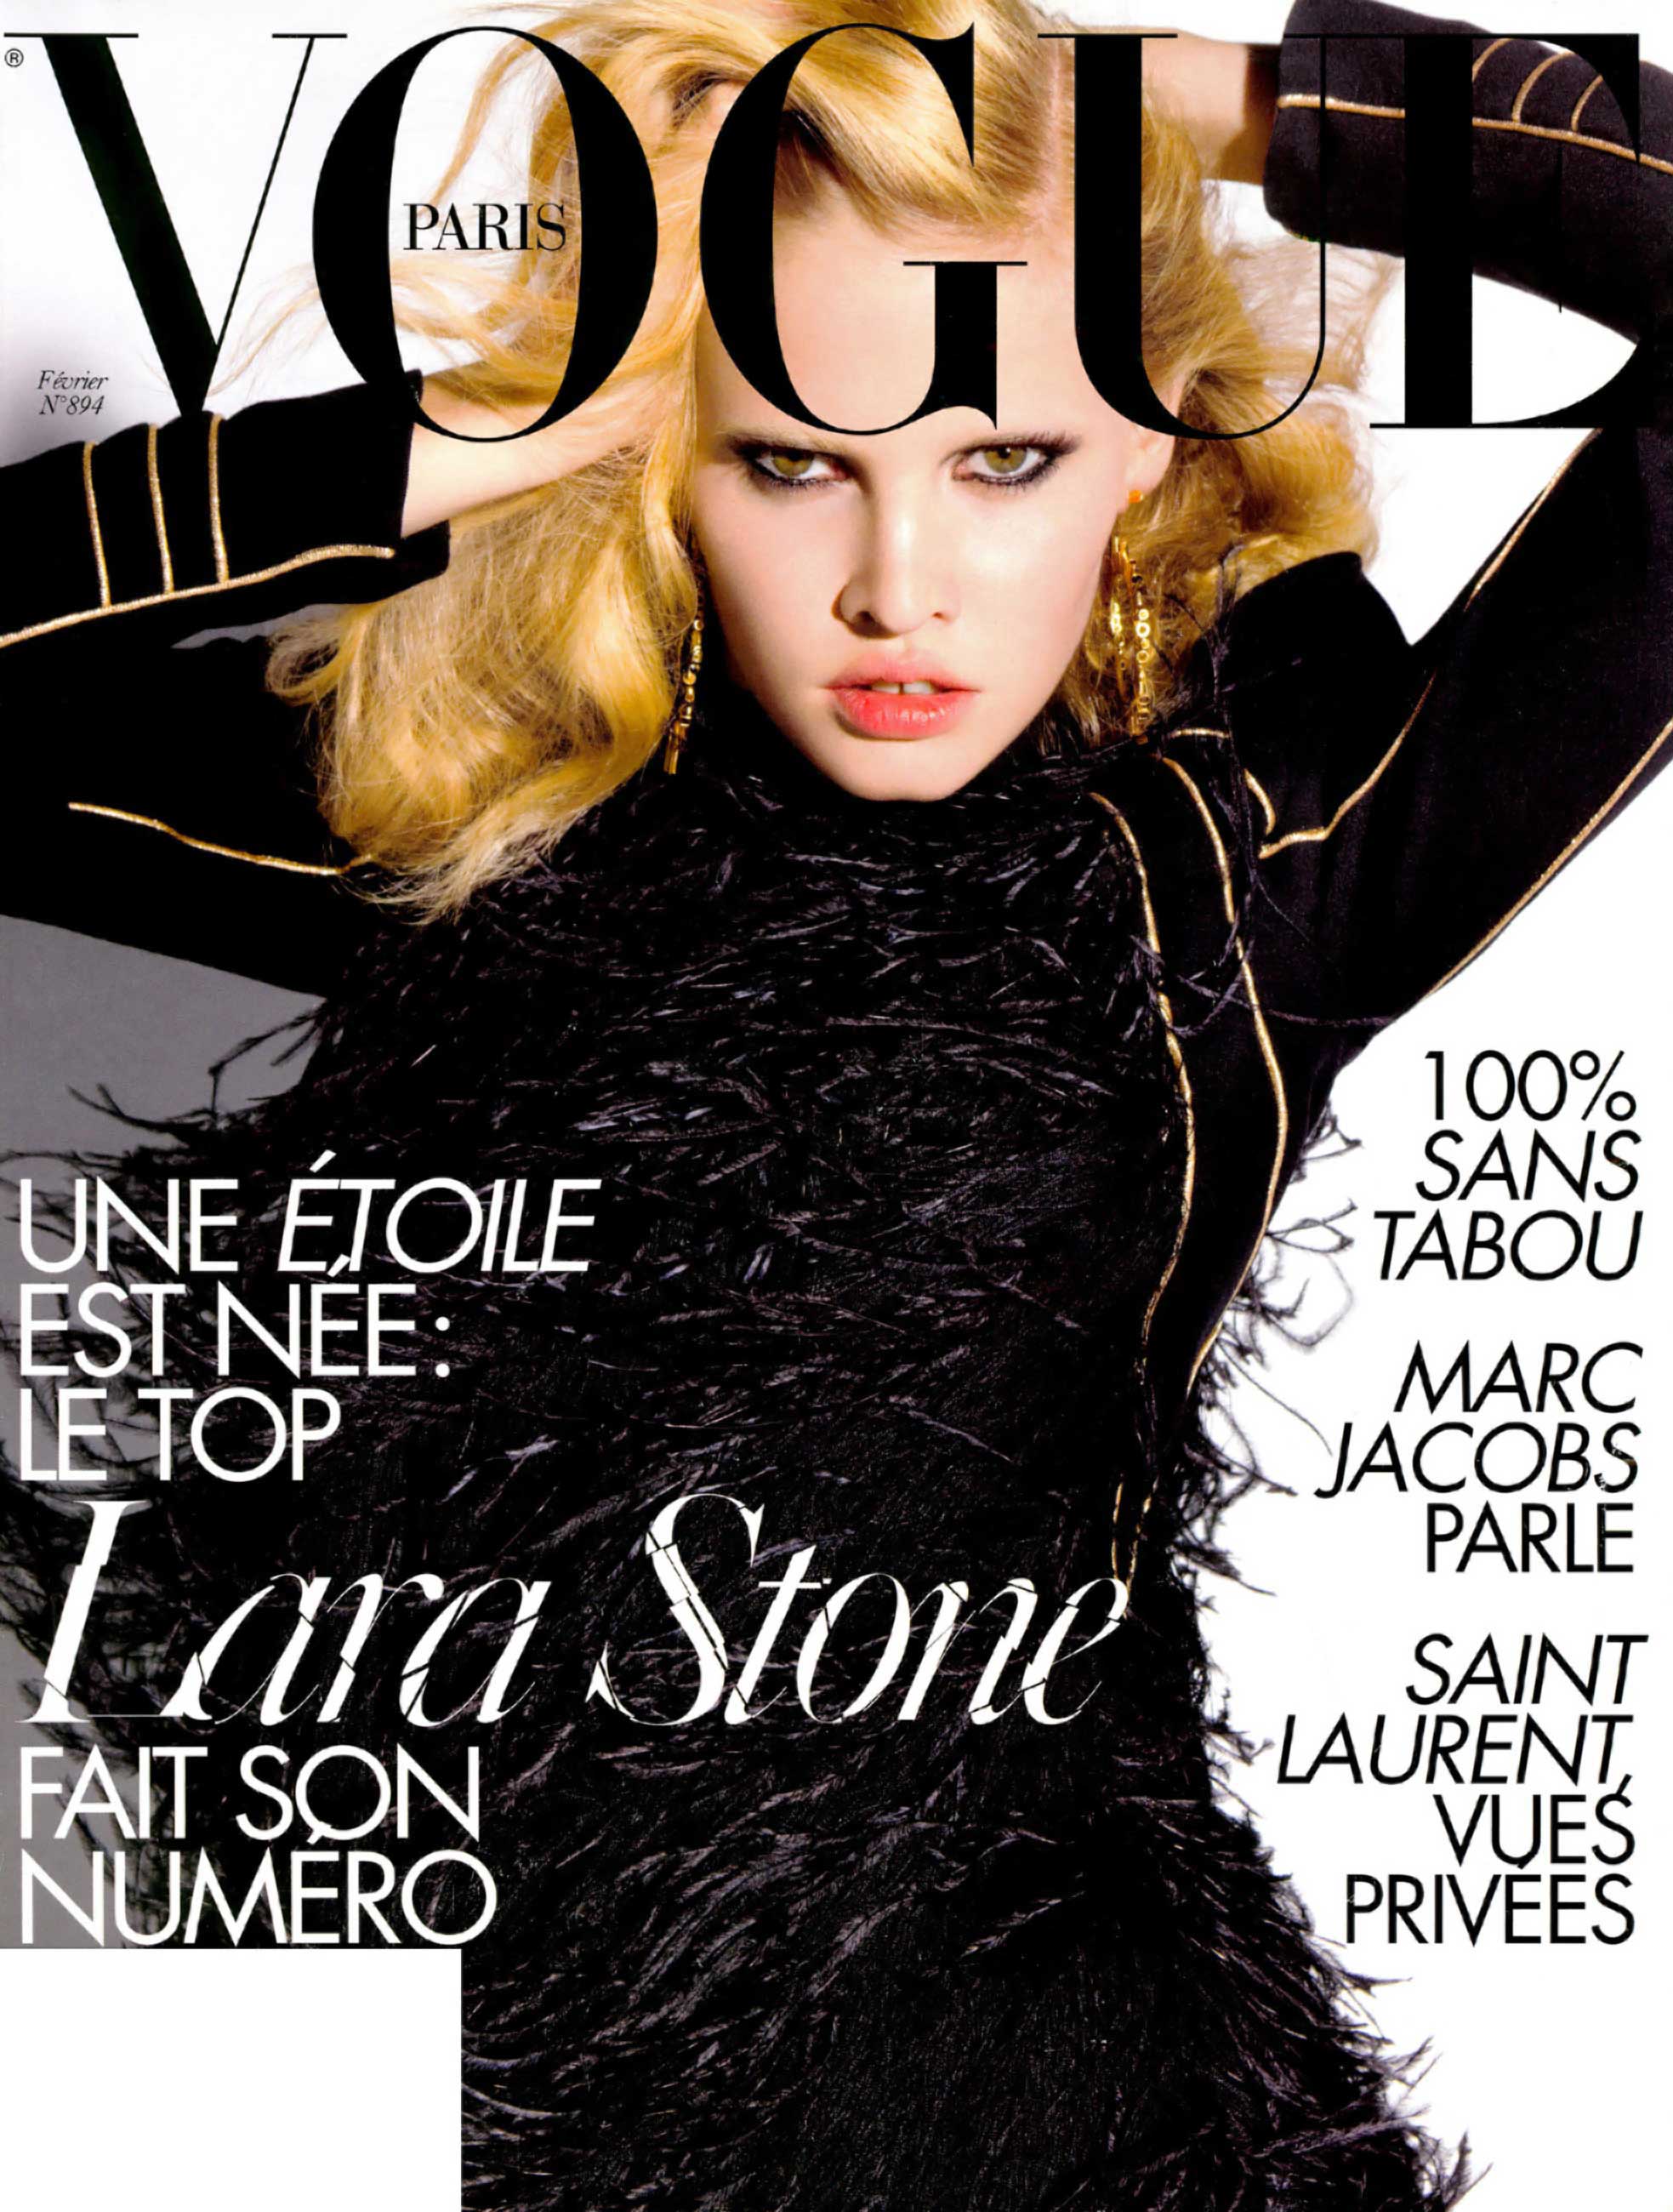 ®
VOGUE
PARIS
Février
N°894
UNE ÉTOILE
EST NÉE:
LE TOP
Lara Stone
FAIT SON
NUMÉRO
100%
SANS
TABOU
MARC
JACOBS
PARLE
SAINT
LAURENT,
VUES
PRIVÉES